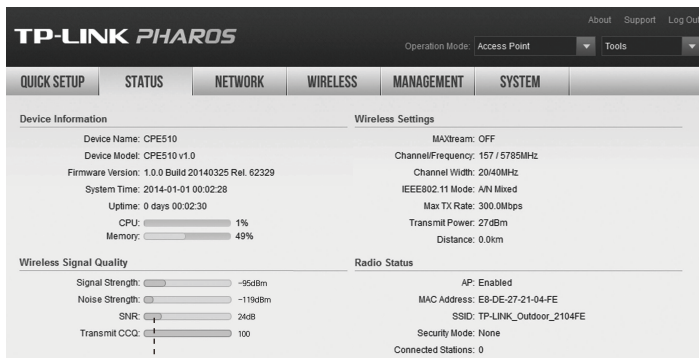 About Support Log Out
TP-LINK PHAROS
Operation Mode: Access Point Tools
QUICK SETUP STATUS NETWORK WIRELESS MANAGEMENT SYSTEM
Device Information
Device Name: CPE510
Device Model: CPE510 v1.0
Firmware Version: 1.0.0 Build 20140325 Rel. 62329
System Time: 2014-01-01 00:02:28
Uptime: 0 days 00:02:30
CPU: 1%
Memory: 49%
Wireless Signal Quality
Signal Strength: -95dBm
Noise Strength: -119dBm
SNR: 24dB
Transmit CCQ: 100
Wireless Settings
MAXtream: OFF
Channel/Frequency: 157 / 5785MHz
Channel Width: 20/40MHz
IEEE802.11 Mode: A/N Mixed
Max TX Rate: 300.0Mbps
Transmit Power: 27dBm
Distance: 0.0km
Radio Status
AP: Enabled
MAC Address: E8-DE-27-21-04-FE
SSID: TP-LINK_Outdoor_2104FE
Security Mode: None
Connected Stations: 0